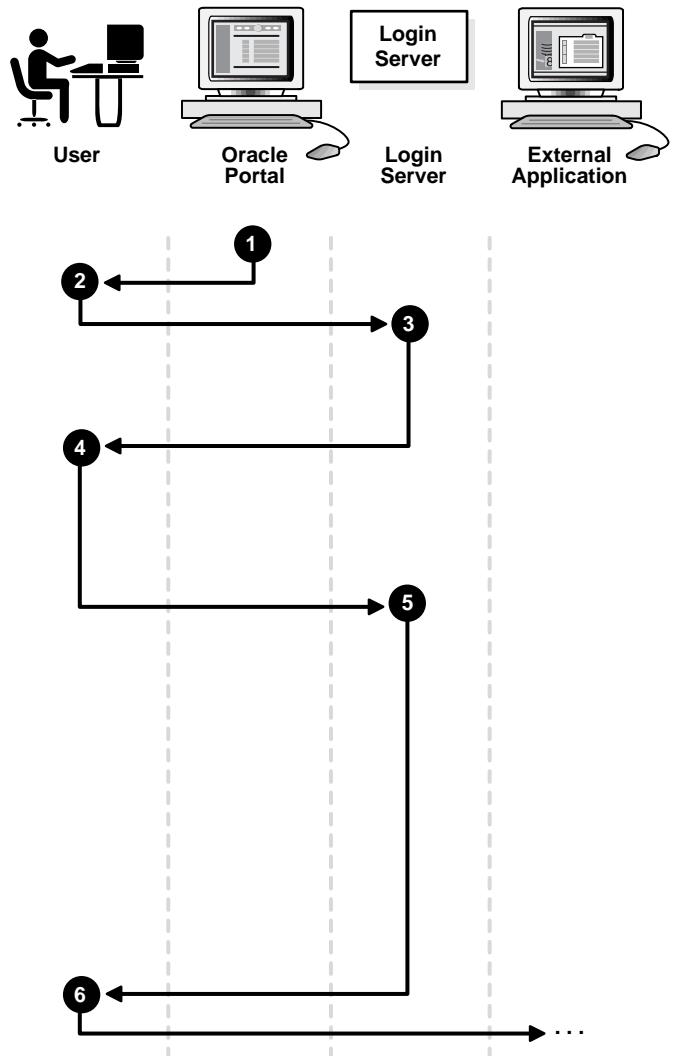 Login
Server
User
Oracle
Portal
Login
Server
External
Application
1
2
3
4
5
6
. . .